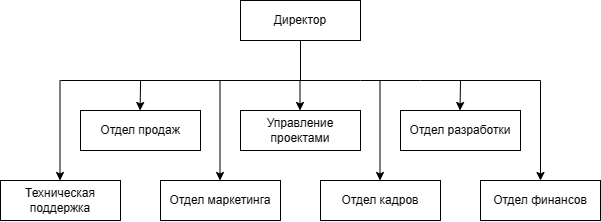 Директор
Отдел продаж
Управление
проектами
Отдел разработки
Техническая
поддержка
Отдел маркетинга
Отдел кадров
Отдел финансов